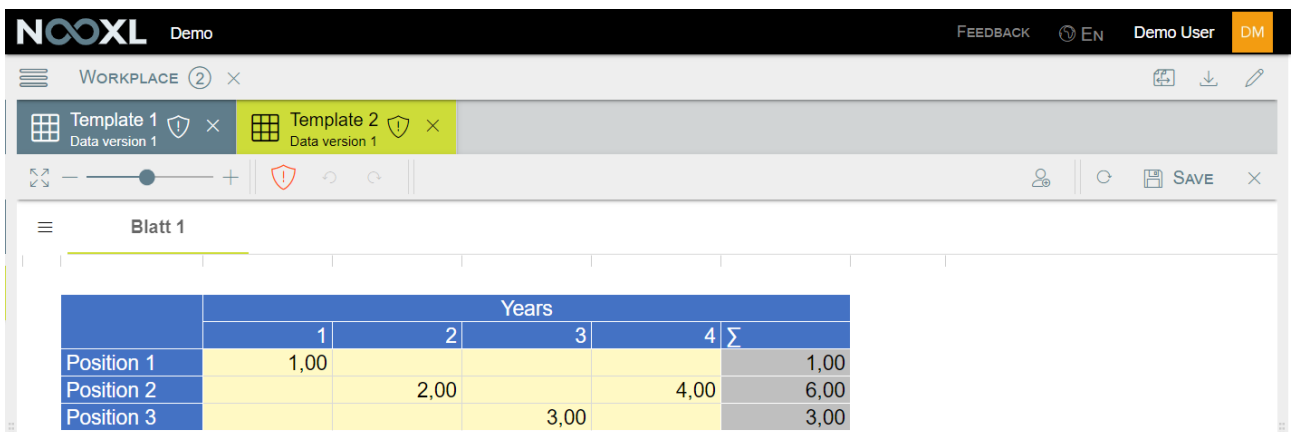 NOOXL Demo FEEDBACK EN Demo User DM
WORKPLACE 2
Template 1 Template 2
Data version 1 Data version 1
SAVE
Blatt 1
Years
1 2 3 4 ∑
Position 1 1,00 1,00
Position 2 2,00 4,00 6,00
Position 3 3,00 3,00